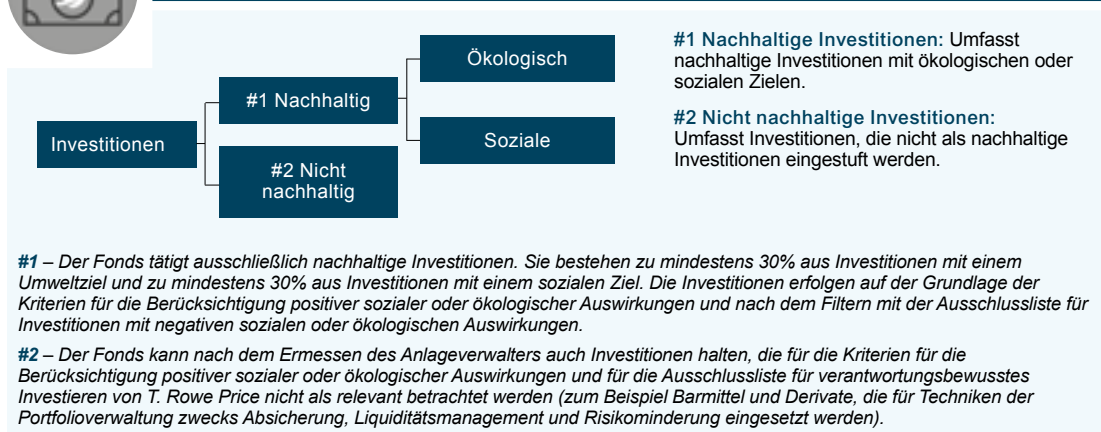 Investitionen
#1 Nachhaltig
#2 Nicht
nachhaltig
Ökologisch
Soziale
#1 Nachhaltige Investitionen: Umfasst
nachhaltige Investitionen mit ökologischen oder
sozialen Zielen.
#2 Nicht nachhaltige Investitionen:
Umfasst Investitionen, die nicht als nachhaltige
Investitionen eingestuft werden.
#1 – Der Fonds tätigt ausschließlich nachhaltige Investitionen. Sie bestehen zu mindestens 30% aus Investitionen mit einem
Umweltziel und zu mindestens 30% aus Investitionen mit einem sozialen Ziel. Die Investitionen erfolgen auf der Grundlage der
Kriterien für die Berücksichtigung positiver sozialer oder ökologischer Auswirkungen und nach dem Filtern mit der Ausschlussliste für
Investitionen mit negativen sozialen oder ökologischen Auswirkungen.
#2 – Der Fonds kann nach dem Ermessen des Anlageverwalters auch Investitionen halten, die für die Kriterien für die
Berücksichtigung positiver sozialer oder ökologischer Auswirkungen und für die Ausschlussliste für verantwortungsbewusstes
Investieren von T. Rowe Price nicht als relevant betrachtet werden (zum Beispiel Barmittel und Derivate, die für Techniken der
Portfolioverwaltung zwecks Absicherung, Liquiditätsmanagement und Risikominderung eingesetzt werden).